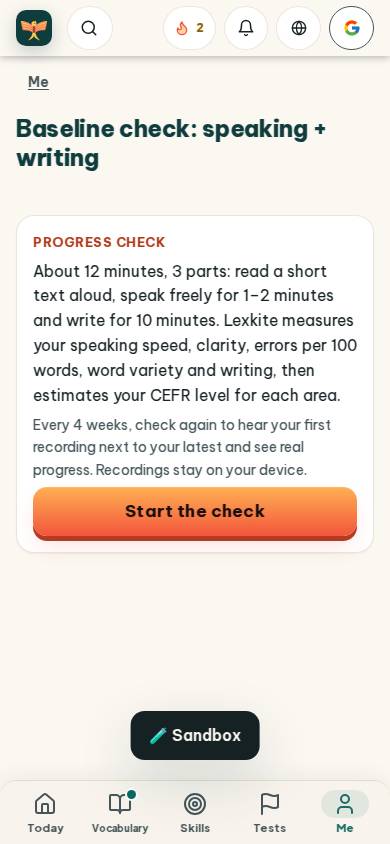 2
Me
Baseline check: speaking +
writing
PROGRESS CHECK
About 12 minutes, 3 parts: read a short
text aloud, speak freely for 1–2 minutes
and write for 10 minutes. Lexkite measures
your speaking speed, clarity, errors per 100
words, word variety and writing, then
estimates your CEFR level for each area.
Every 4 weeks, check again to hear your first
recording next to your latest and see real
progress. Recordings stay on your device.
Start the check
Sandbox
Today Vocabulary Skills Tests Me